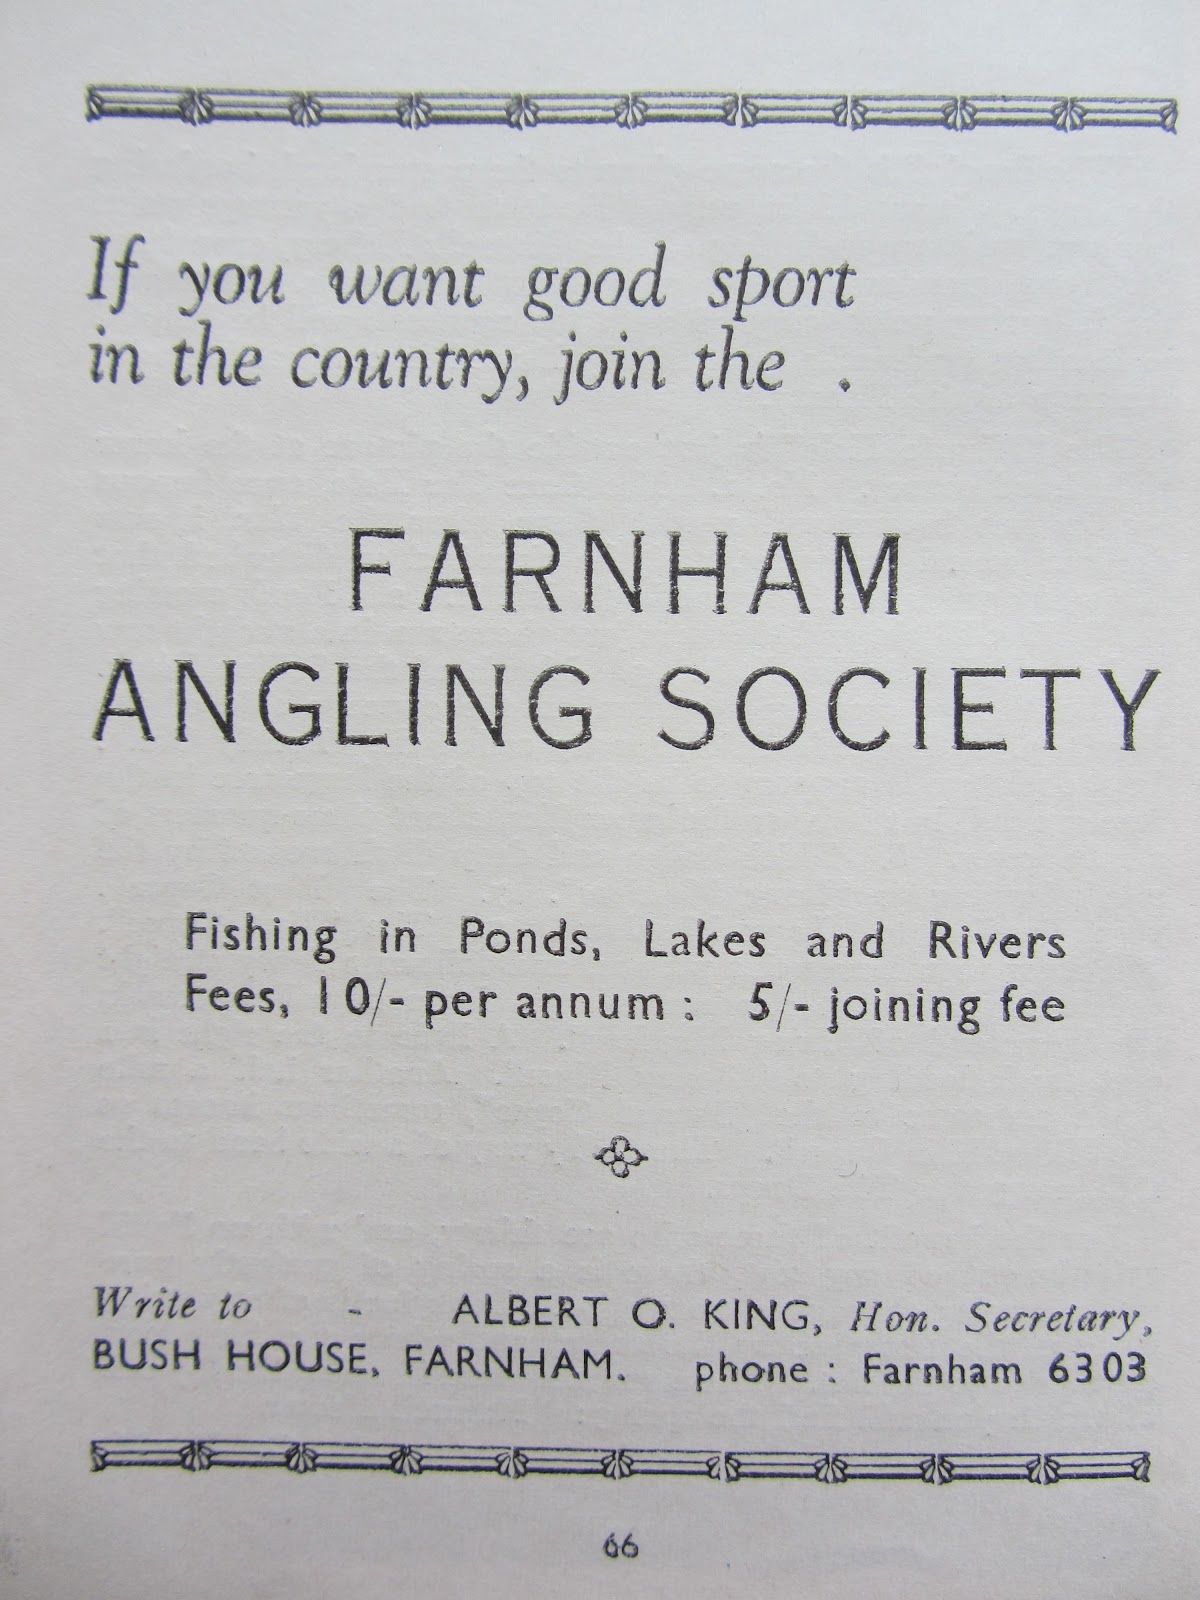 If you want good sport
in the country, join the .
FARNHAM
ANGLING SOCIETY
Fishing in Ponds, Lakes and Rivers
Fees, 10/- per annum : 5/- joining fee
Write to - ALBERT O. KING, Hon. Secretary,
BUSH HOUSE, FARNHAM. phone : Farnham 6303
66